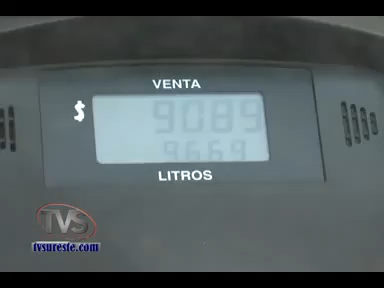 VENTA
$ 9089
9669
LITROS
TVS
tvsureste.com